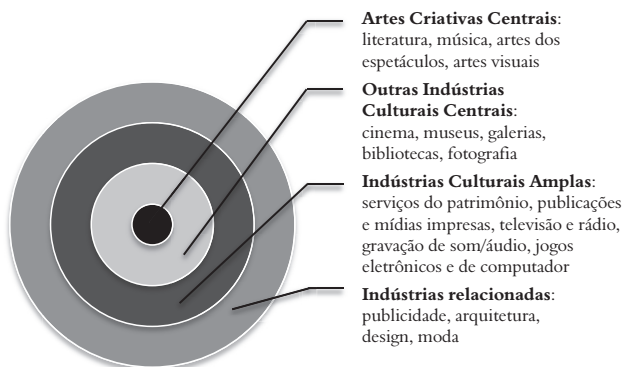 Artes Criativas Centrais:
literatura, música, artes dos
espetáculos, artes visuais
Outras Indústrias
Culturais Centrais:
cinema, museus, galerias,
bibliotecas, fotografia
Indústrias Culturais Amplas:
serviços do patrimônio, publicações
e mídias impresas, televisão e rádio,
gravação de som/áudio, jogos
eletrônicos e de computador
Indústrias relacionadas:
publicidade, arquitetura,
design, moda